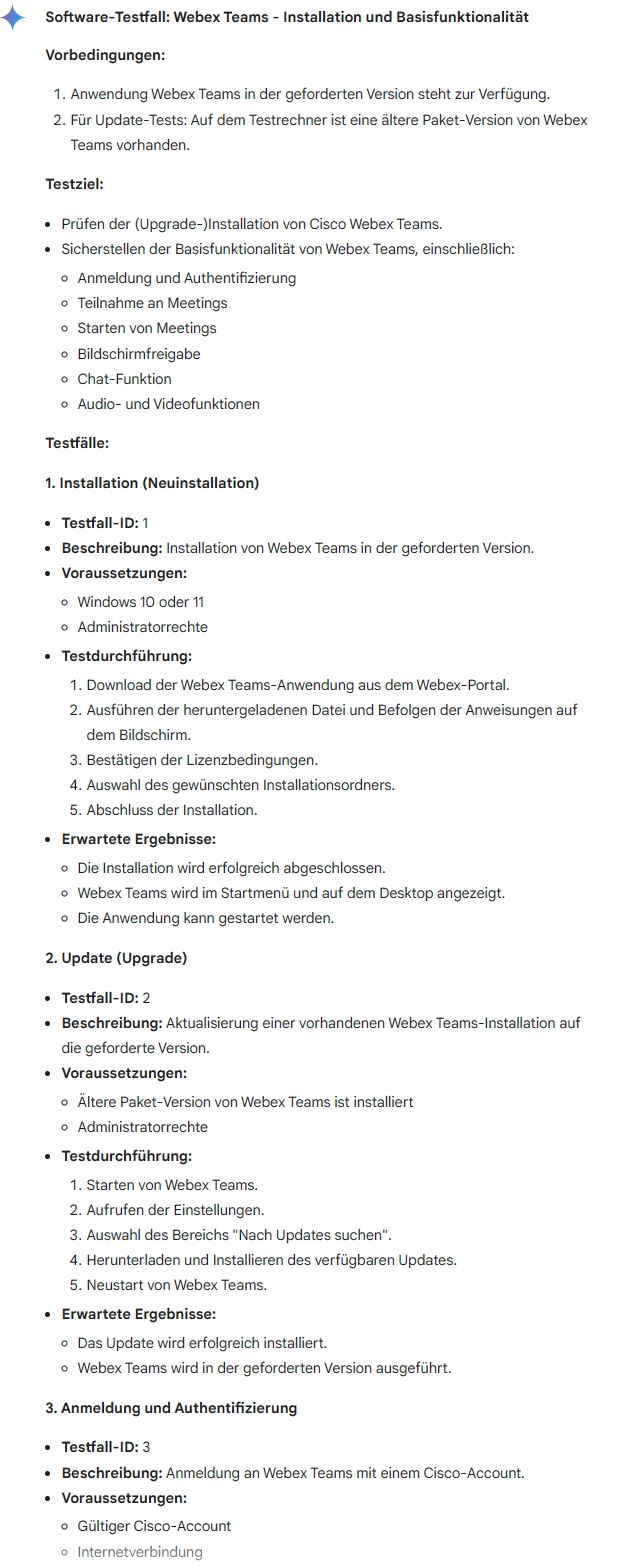 Software-Testfall: Webex Teams - Installation und Basisfunktionalität
Vorbedingungen:
1. Anwendung Webex Teams in der geforderten Version steht zur Verfügung.
2. Für Update-Tests: Auf dem Testrechner ist eine ältere Paket-Version von Webex
Teams vorhanden.
Testziel:
• Prüfen der (Upgrade-)Installation von Cisco Webex Teams.
• Sicherstellen der Basisfunktionalität von Webex Teams, einschließlich:
◦ Anmeldung und Authentifizierung
◦ Teilnahme an Meetings
◦ Starten von Meetings
◦ Bildschirmfreigabe
◦ Chat-Funktion
◦ Audio- und Videofunktionen
Testfälle:
1. Installation (Neuinstallation)
• Testfall-ID: 1
• Beschreibung: Installation von Webex Teams in der geforderten Version.
• Voraussetzungen:
◦ Windows 10 oder 11
◦ Administratorrechte
• Testdurchführung:
1. Download der Webex Teams-Anwendung aus dem Webex-Portal.
2. Ausführen der heruntergeladenen Datei und Befolgen der Anweisungen auf
dem Bildschirm.
3. Bestätigen der Lizenzbedingungen.
4. Auswahl des gewünschten Installationsordners.
5. Abschluss der Installation.
• Erwartete Ergebnisse:
◦ Die Installation wird erfolgreich abgeschlossen.
◦ Webex Teams wird im Startmenü und auf dem Desktop angezeigt.
◦ Die Anwendung kann gestartet werden.
2. Update (Upgrade)
• Testfall-ID: 2
• Beschreibung: Aktualisierung einer vorhandenen Webex Teams-Installation auf
die geforderte Version.
• Voraussetzungen:
◦ Ältere Paket-Version von Webex Teams ist installiert
◦ Administratorrechte
• Testdurchführung:
1. Starten von Webex Teams.
2. Aufrufen der Einstellungen.
3. Auswahl des Bereichs "Nach Updates suchen".
4. Herunterladen und Installieren des verfügbaren Updates.
5. Neustart von Webex Teams.
• Erwartete Ergebnisse:
◦ Das Update wird erfolgreich installiert.
◦ Webex Teams wird in der geforderten Version ausgeführt.
3. Anmeldung und Authentifizierung
• Testfall-ID: 3
• Beschreibung: Anmeldung an Webex Teams mit einem Cisco-Account.
• Voraussetzungen:
◦ Gültiger Cisco-Account
◦ Internetverbindung